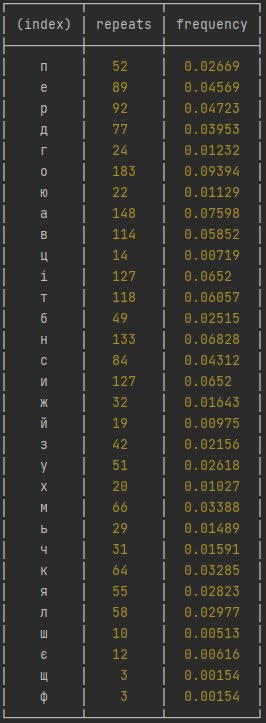 (index) repeats frequency
п 52 0.02669
е 89 0.04569
р 92 0.04723
д 77 0.03953
г 24 0.01232
о 183 0.09394
ю 22 0.01129
а 148 0.07598
в 114 0.05852
ц 14 0.00719
і 127 0.0652
т 118 0.06057
б 49 0.02515
н 133 0.06828
с 84 0.04312
и 127 0.0652
ж 32 0.01643
й 19 0.00975
з 42 0.02156
у 51 0.02618
х 20 0.01027
м 66 0.03388
ь 29 0.01489
ч 31 0.01591
к 64 0.03285
я 55 0.02823
л 58 0.02977
ш 10 0.00513
є 12 0.00616
щ 3 0.00154
ф 3 0.00154